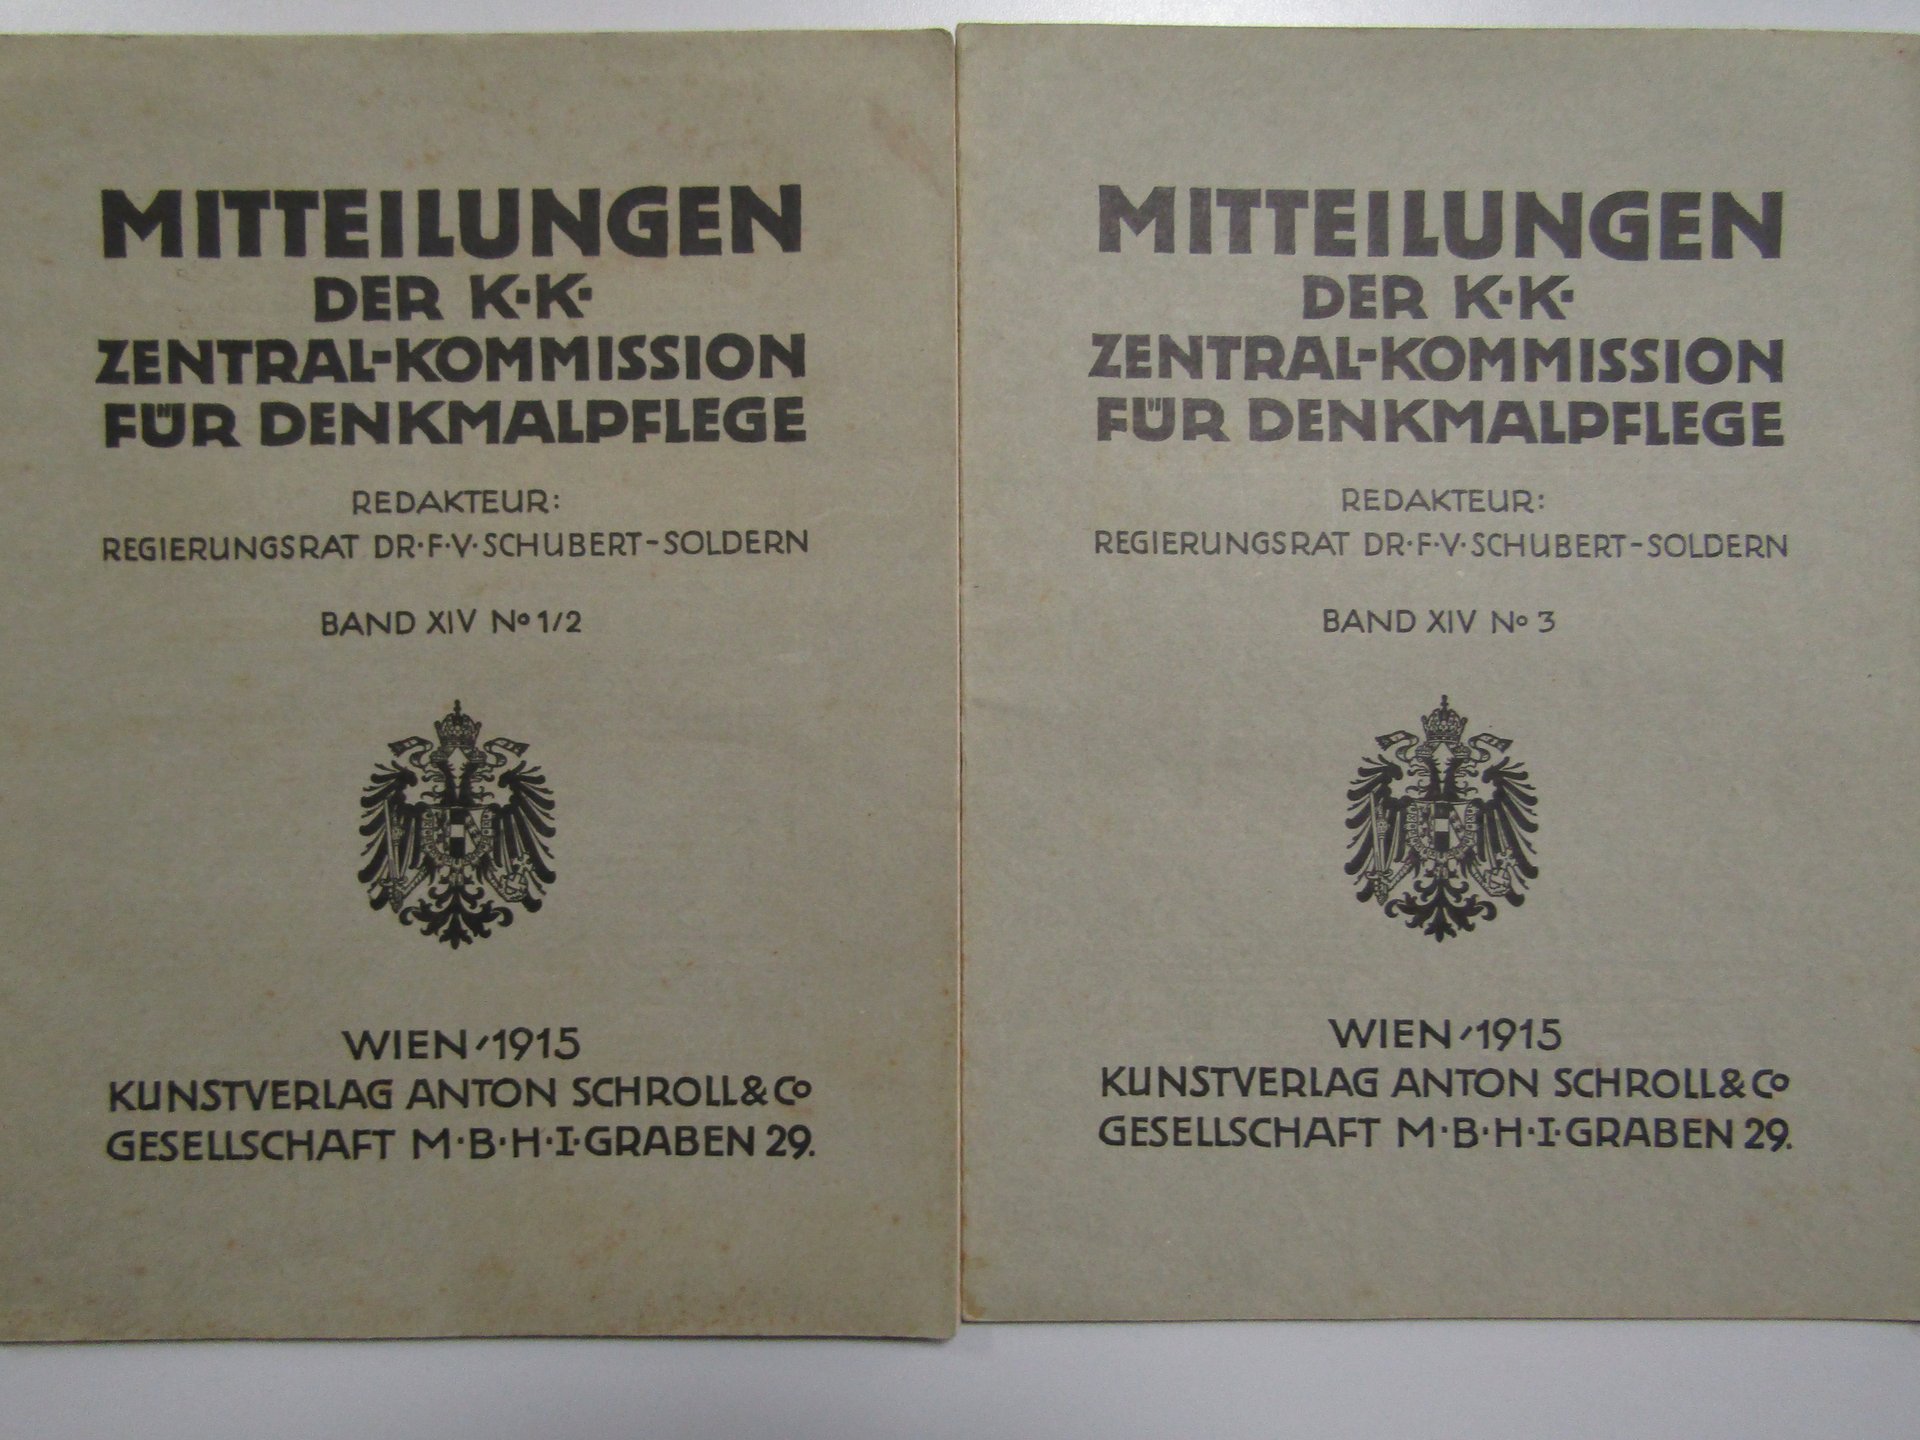 MITTEILUNGEN
DER K·K·
ZENTRAL-KOMMISSION
FÜR DENKMALPFLEGE
REDAKTEUR:
REGIERUNGSRAT DR·F·V·SCHUBERT-SOLDERN
BAND XIV No 1/2
WIEN / 1915
KUNSTVERLAG ANTON SCHROLL & Co
GESELLSCHAFT M·B·H·I·GRABEN 29.
MITTEILUNGEN
DER K·K·
ZENTRAL-KOMMISSION
FÜR DENKMALPFLEGE
REDAKTEUR:
REGIERUNGSRAT DR·F·V·SCHUBERT-SOLDERN
BAND XIV No 3
WIEN / 1915
KUNSTVERLAG ANTON SCHROLL & Co
GESELLSCHAFT M·B·H·I·GRABEN 29.